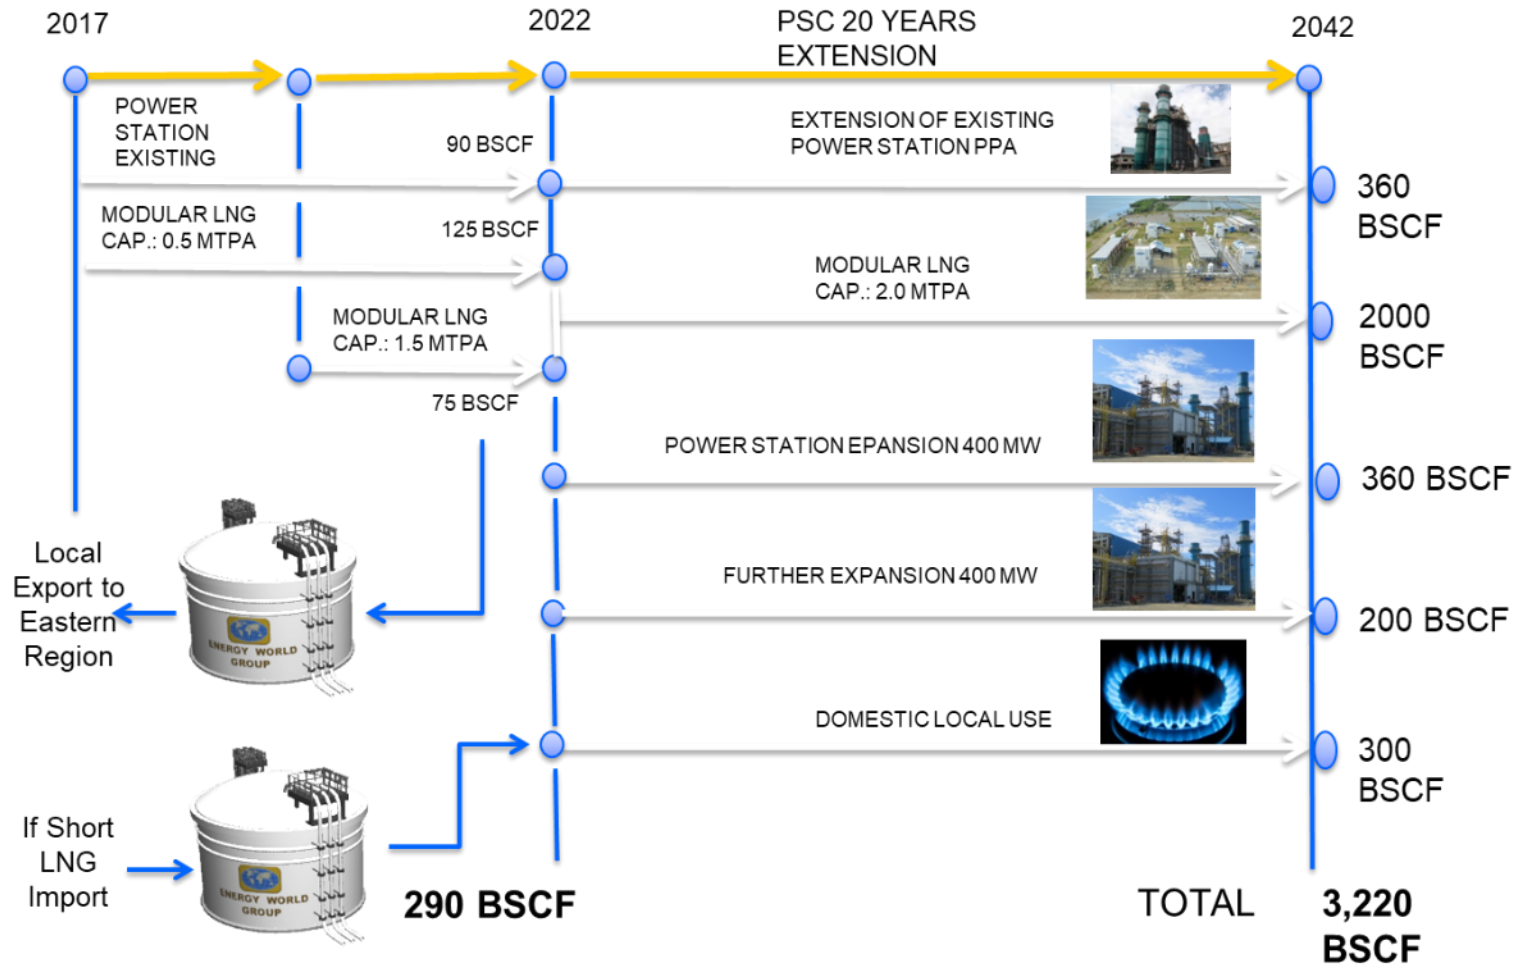 2017
2022
PSC 20 YEARS
EXTENSION
2042
POWER
STATION
EXISTING
90 BSCF
EXTENSION OF EXISTING
POWER STATION PPA
360
BSCF
MODULAR LNG
CAP.: 0.5 MTPA
125 BSCF
MODULAR LNG
CAP.: 2.0 MTPA
2000
BSCF
MODULAR LNG
CAP.: 1.5 MTPA
75 BSCF
POWER STATION EPANSION 400 MW
360 BSCF
Local
Export to
Eastern
Region
ENERGY WORLD
GROUP
FURTHER EXPANSION 400 MW
200 BSCF
DOMESTIC LOCAL USE
300
BSCF
If Short
LNG
Import
ENERGY WORLD
GROUP
290 BSCF
TOTAL
3,220
BSCF